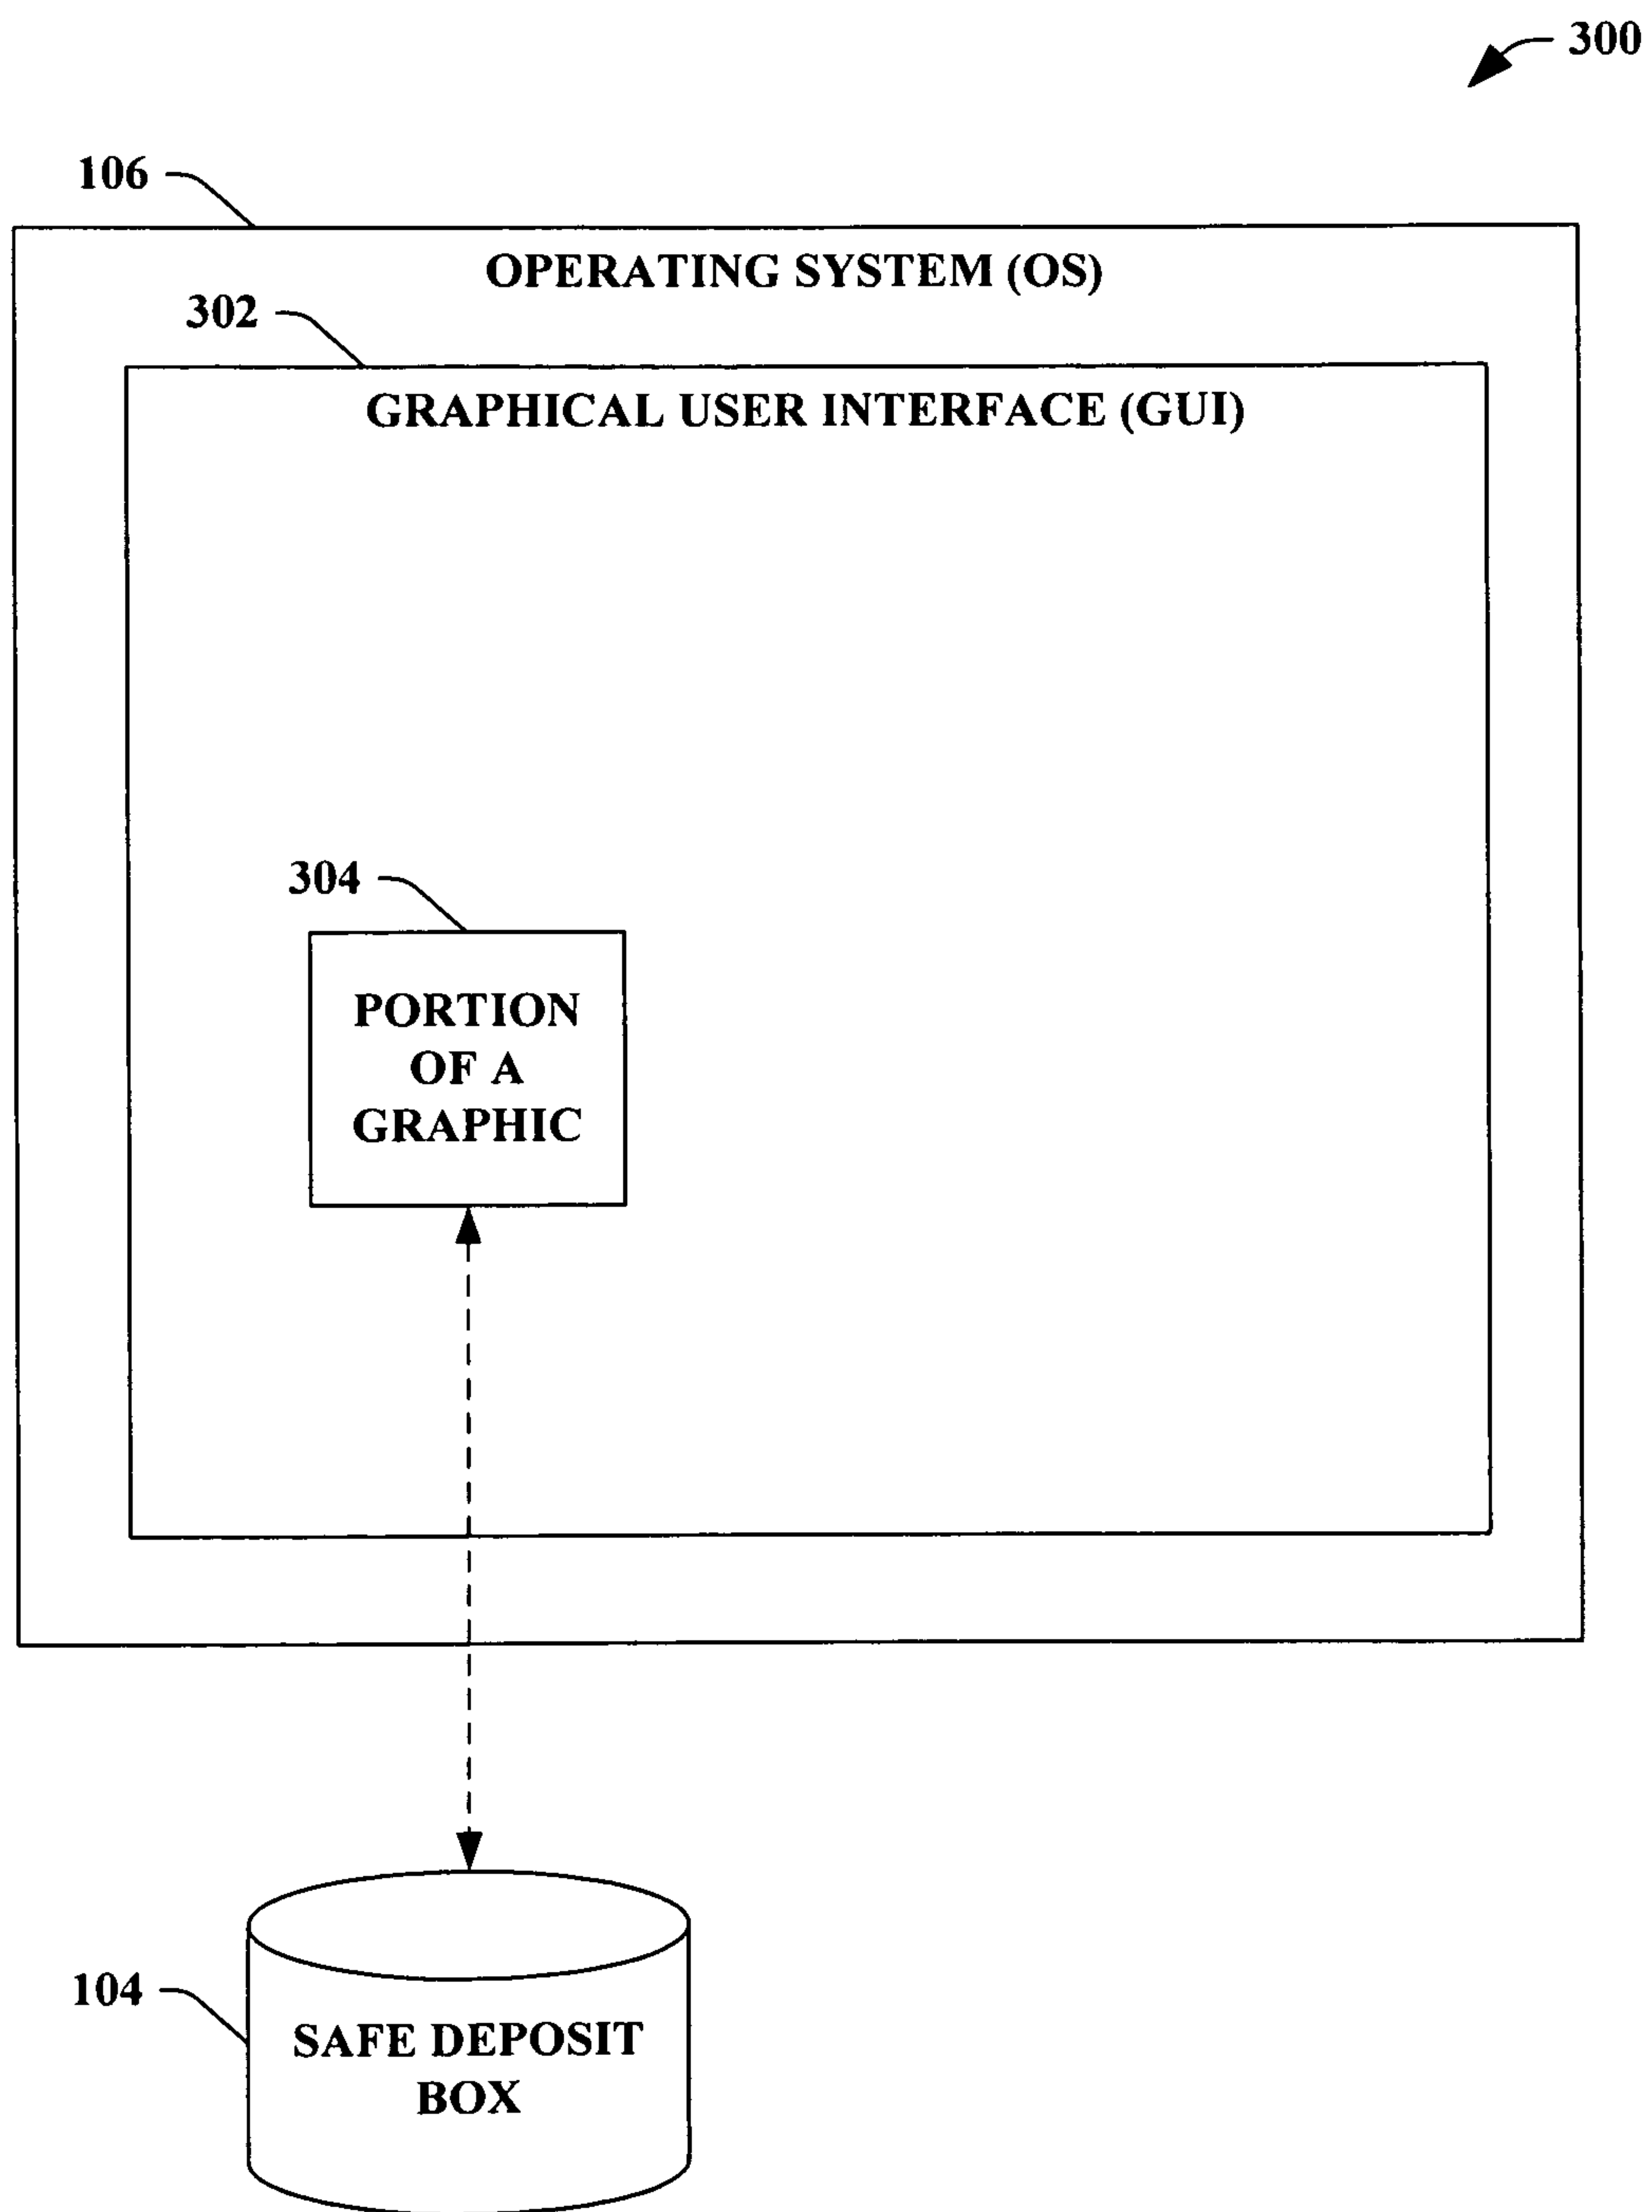 300
106
OPERATING SYSTEM (OS)
302
GRAPHICAL USER INTERFACE (GUI)
304
PORTION
OF A
GRAPHIC
104
SAFE DEPOSIT
BOX